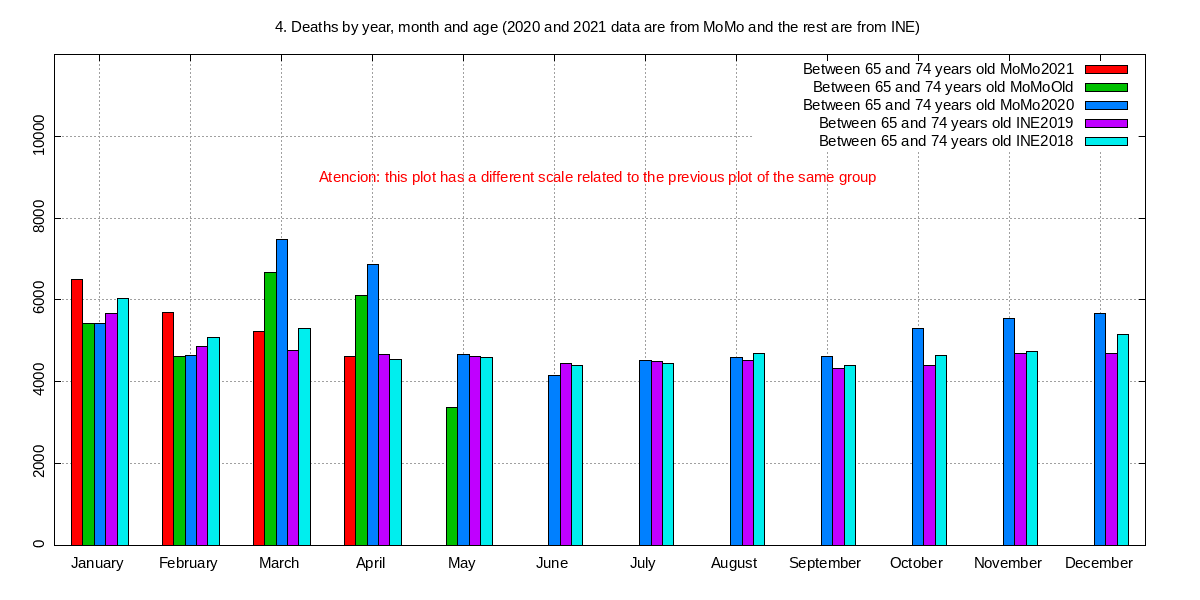 4. Deaths by year, month and age (2020 and 2021 data are from MoMo and the rest are from INE)
Between 65 and 74 years old MoMo2021
Between 65 and 74 years old MoMoOld
Between 65 and 74 years old MoMo2020
Between 65 and 74 years old INE2019
Between 65 and 74 years old INE2018
Atencion: this plot has a different scale related to the previous plot of the same group
10000
8000
6000
4000
2000
0
January February March April May June July August September October November December